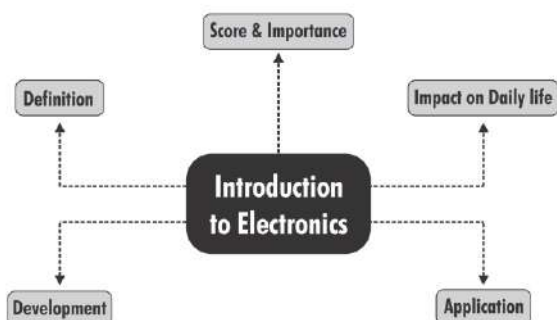 Score & Importance
Definition
Impact on Daily life
Introduction
to Electronics
Development
Application